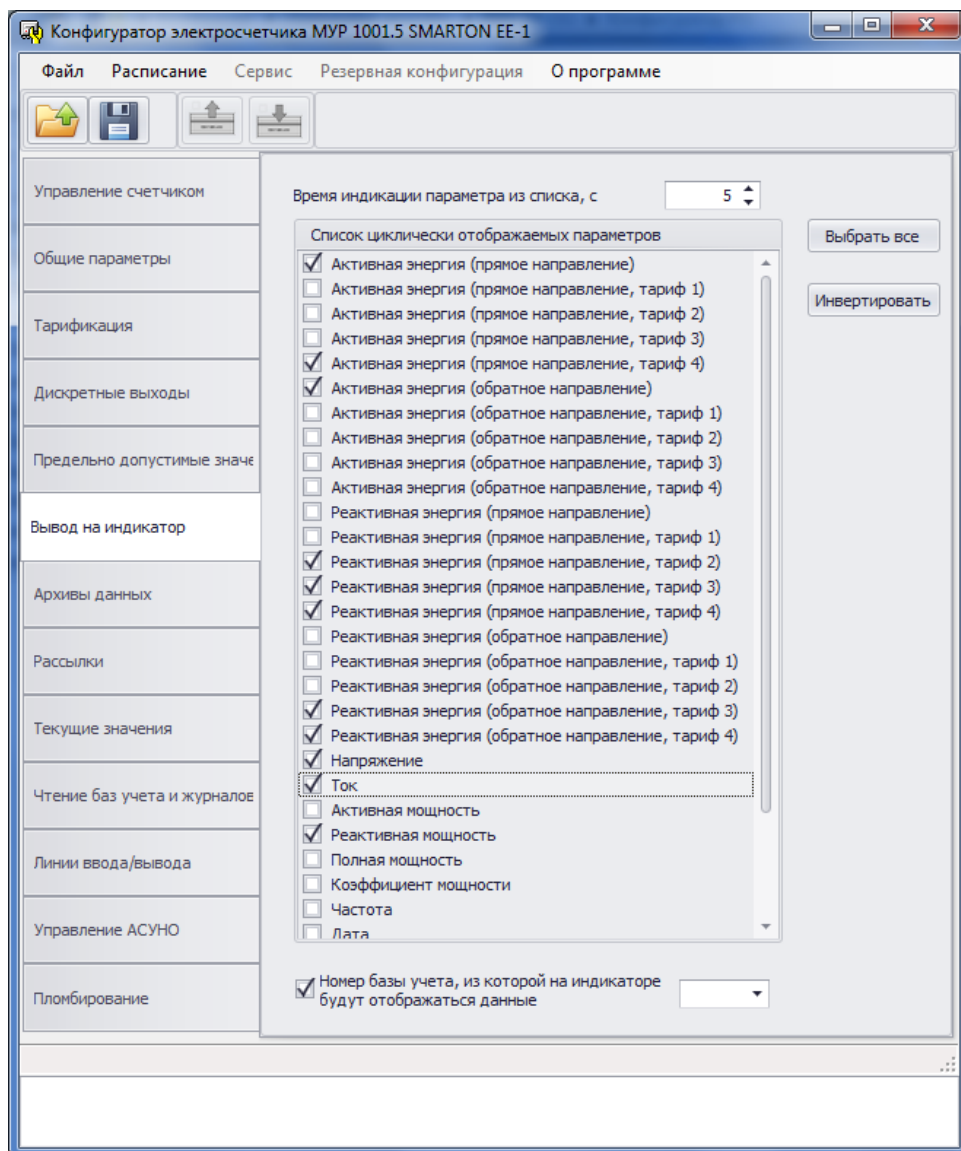 Конфигуратор электросчетчика МУР 1001.5 SMARTON EE-1
Файл Расписание Сервис Резервная конфигурация О программе
Управление счетчиком
Общие параметры
Тарификация
Дискретные выходы
Предельно допустимые значе
Вывод на индикатор
Архивы данных
Рассылки
Текущие значения
Чтение баз учета и журналов
Линии ввода/вывода
Управление АСУНО
Пломбирование
Время индикации параметра из списка, с 5
Список циклически отображаемых параметров
Активная энергия (прямое направление)
Активная энергия (прямое направление, тариф 1)
Активная энергия (прямое направление, тариф 2)
Активная энергия (прямое направление, тариф 3)
Активная энергия (прямое направление, тариф 4)
Активная энергия (обратное направление)
Активная энергия (обратное направление, тариф 1)
Активная энергия (обратное направление, тариф 2)
Активная энергия (обратное направление, тариф 3)
Активная энергия (обратное направление, тариф 4)
Реактивная энергия (прямое направление)
Реактивная энергия (прямое направление, тариф 1)
Реактивная энергия (прямое направление, тариф 2)
Реактивная энергия (прямое направление, тариф 3)
Реактивная энергия (прямое направление, тариф 4)
Реактивная энергия (обратное направление)
Реактивная энергия (обратное направление, тариф 1)
Реактивная энергия (обратное направление, тариф 2)
Реактивная энергия (обратное направление, тариф 3)
Реактивная энергия (обратное направление, тариф 4)
Напряжение
Ток
Активная мощность
Реактивная мощность
Полная мощность
Коэффициент мощности
Частота
Дата
Выбрать все
Инвертировать
Номер базы учета, из которой на индикаторе
будут отображаться данные